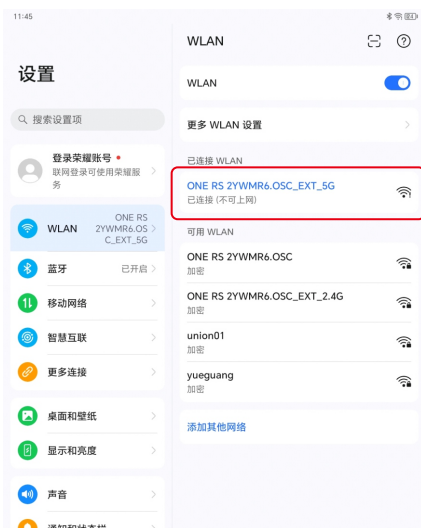 11:45
设置
搜索设置项
登录荣耀账号
联网登录可使用荣耀服
务
WLAN
ONE RS
2YWMR6.OS
C_EXT_5G
蓝牙
已开启
移动网络
智慧互联
更多连接
桌面和壁纸
显示和亮度
声音
WLAN
WLAN
更多 WLAN 设置
已连接 WLAN
ONE RS 2YWMR6.OSC_EXT_5G
已连接 (不可上网)
可用 WLAN
ONE RS 2YWMR6.OSC
加密
ONE RS 2YWMR6.OSC_EXT_2.4G
加密
union01
加密
yueguang
加密
添加其他网络